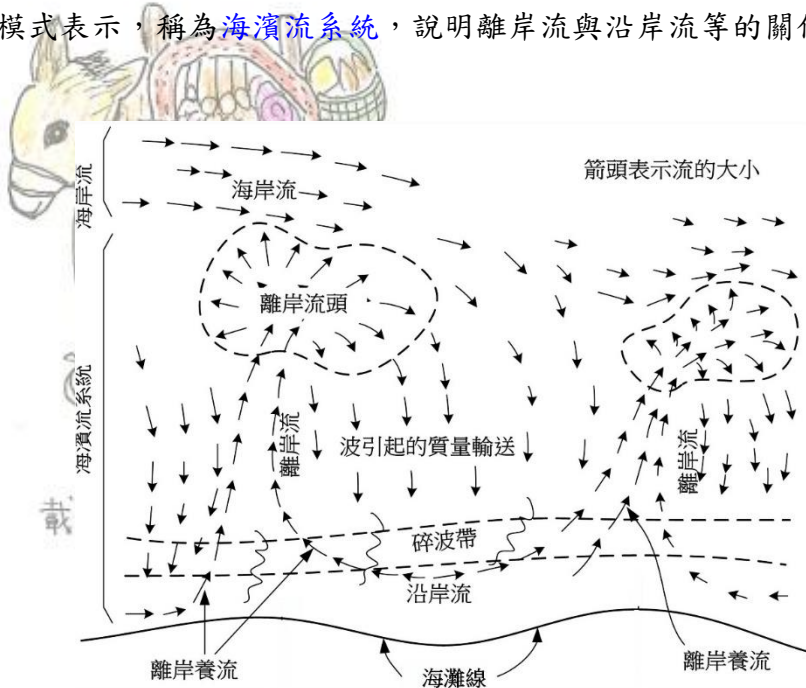 模式表示，稱為海濱流系統，說明離岸流與沿岸流等的關係
箭頭表示流的大小
海岸流
海岸流
離岸流頭
海濱流系統
離岸流
波引起的質量輸送
離岸流
載
碎波帶
沿岸流
離岸養流
海灘線
離岸養流